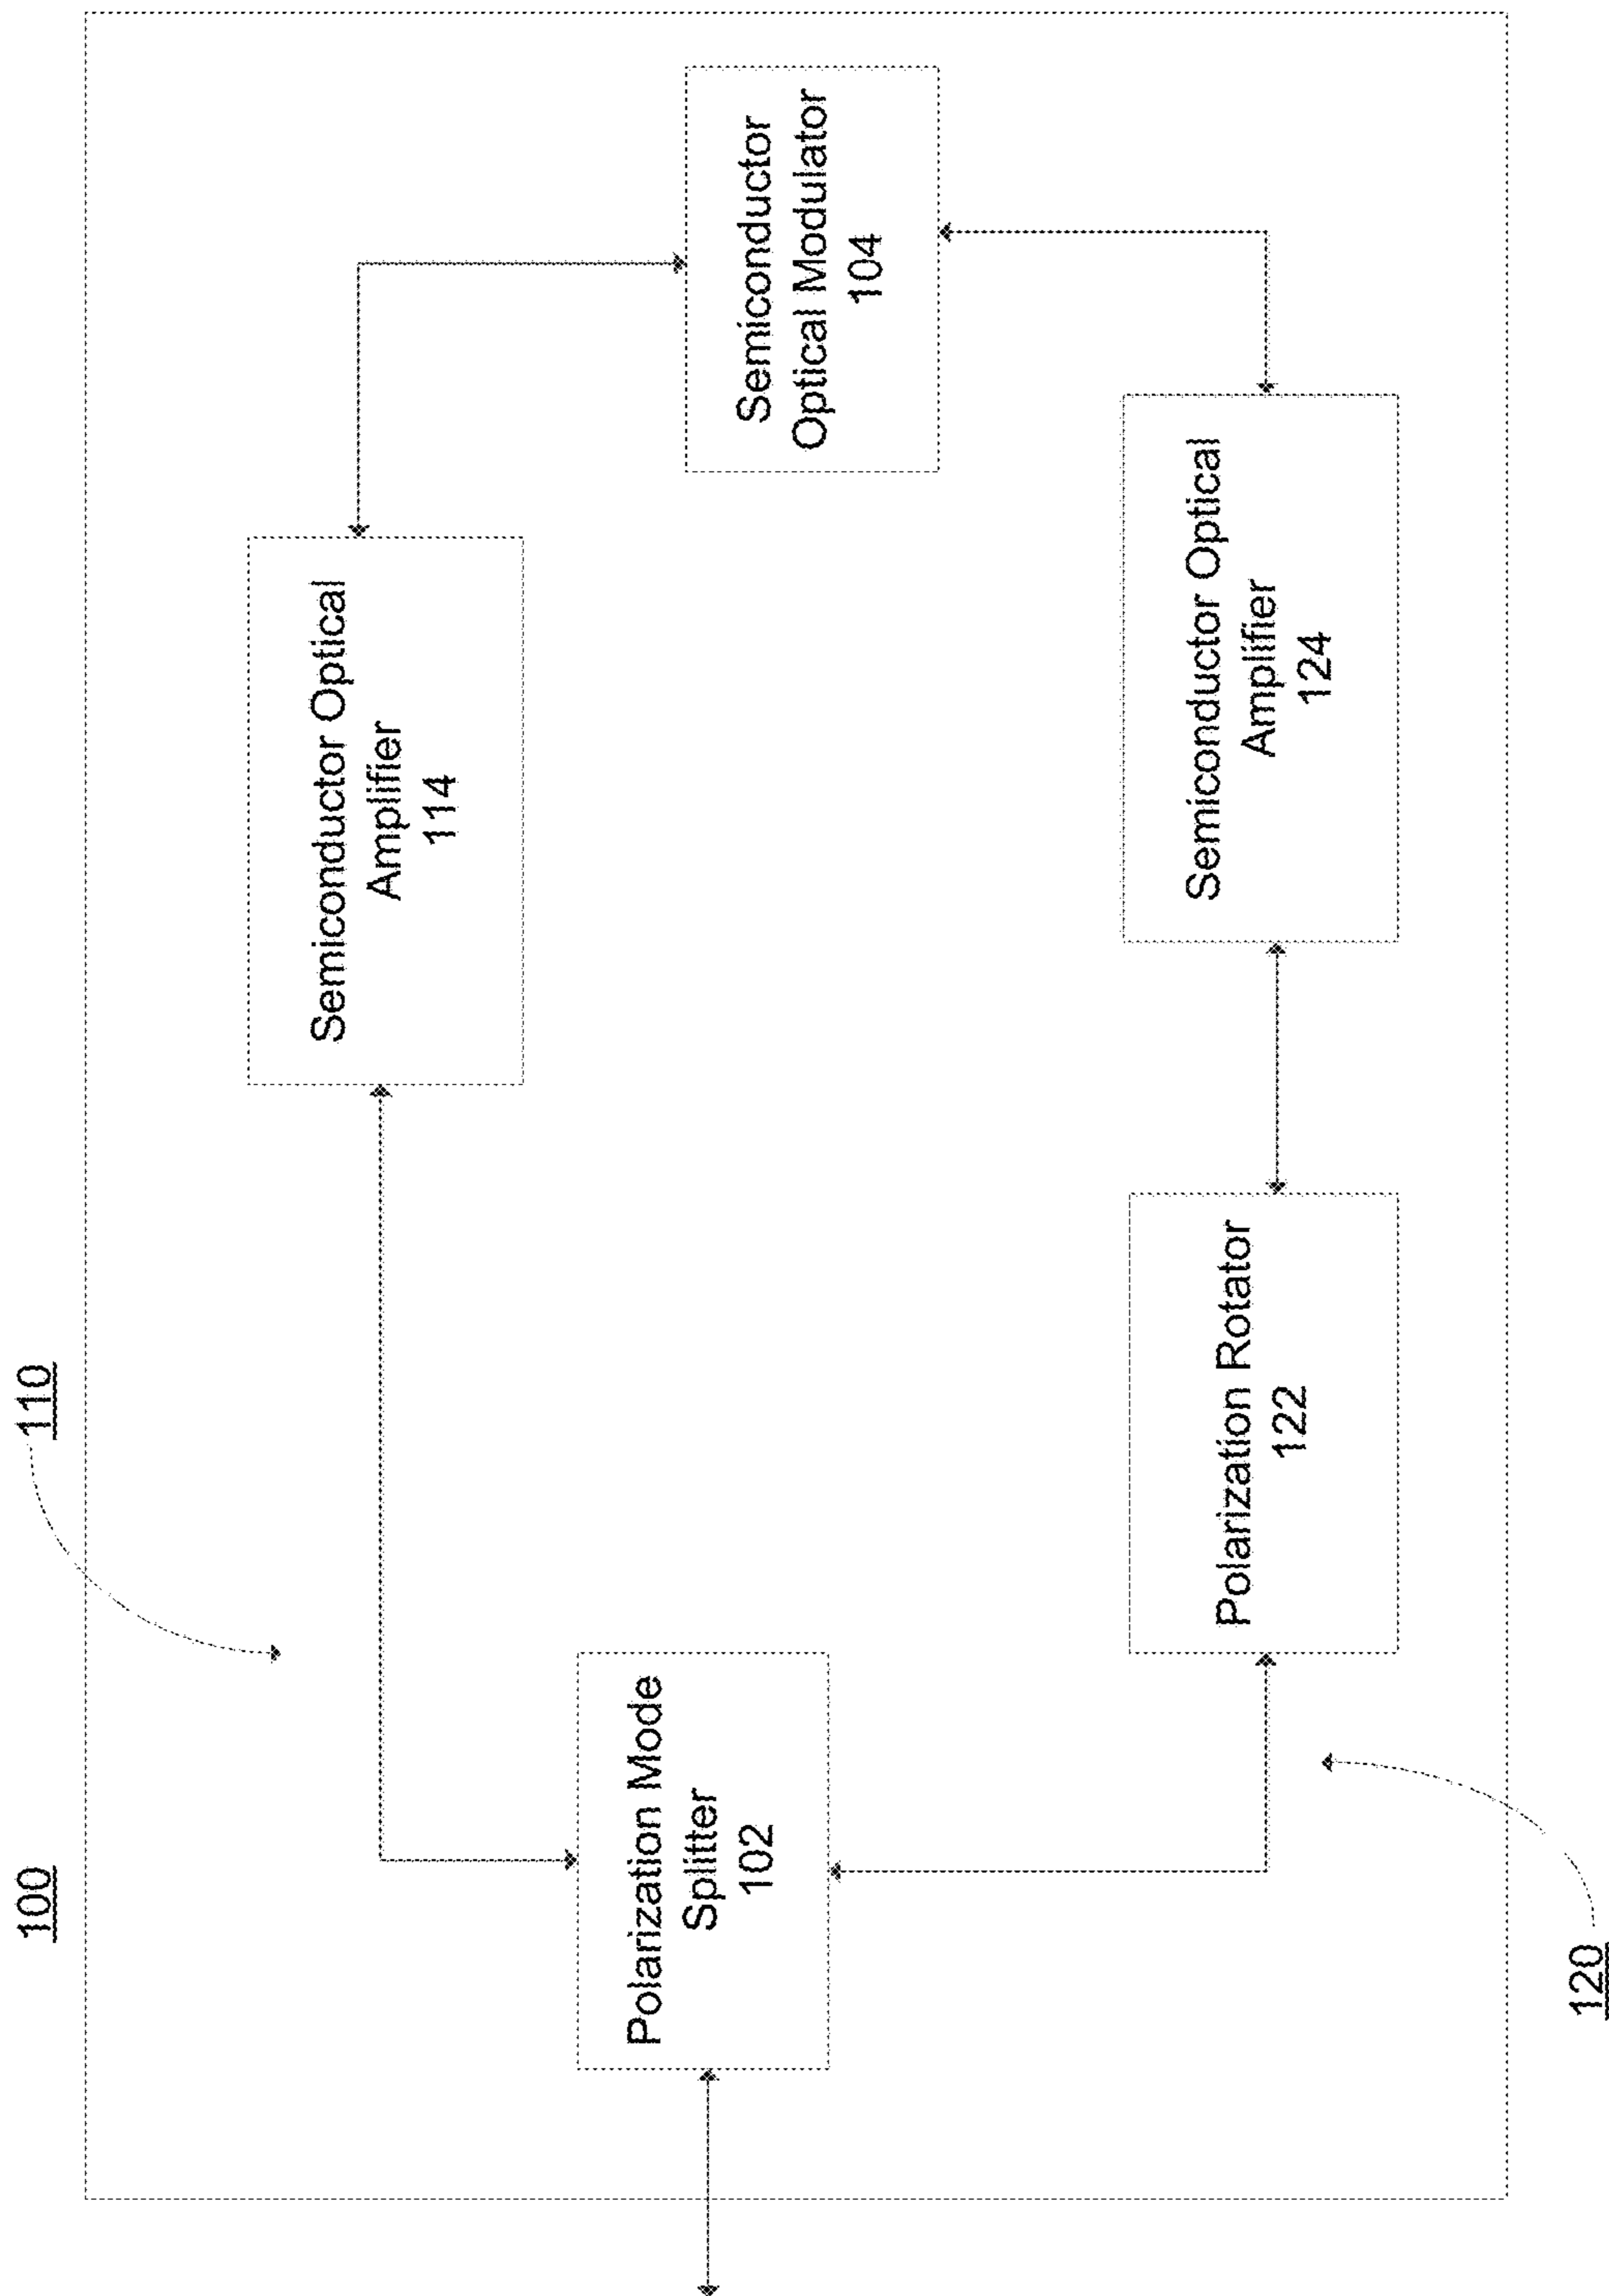 100
110
Semiconductor Optical
Amplifier
114
Polarization Mode
Splitter
102
Semiconductor
Optical Modulator
104
Polarization Rotator
122
Semiconductor Optical
Amplifier
124
120